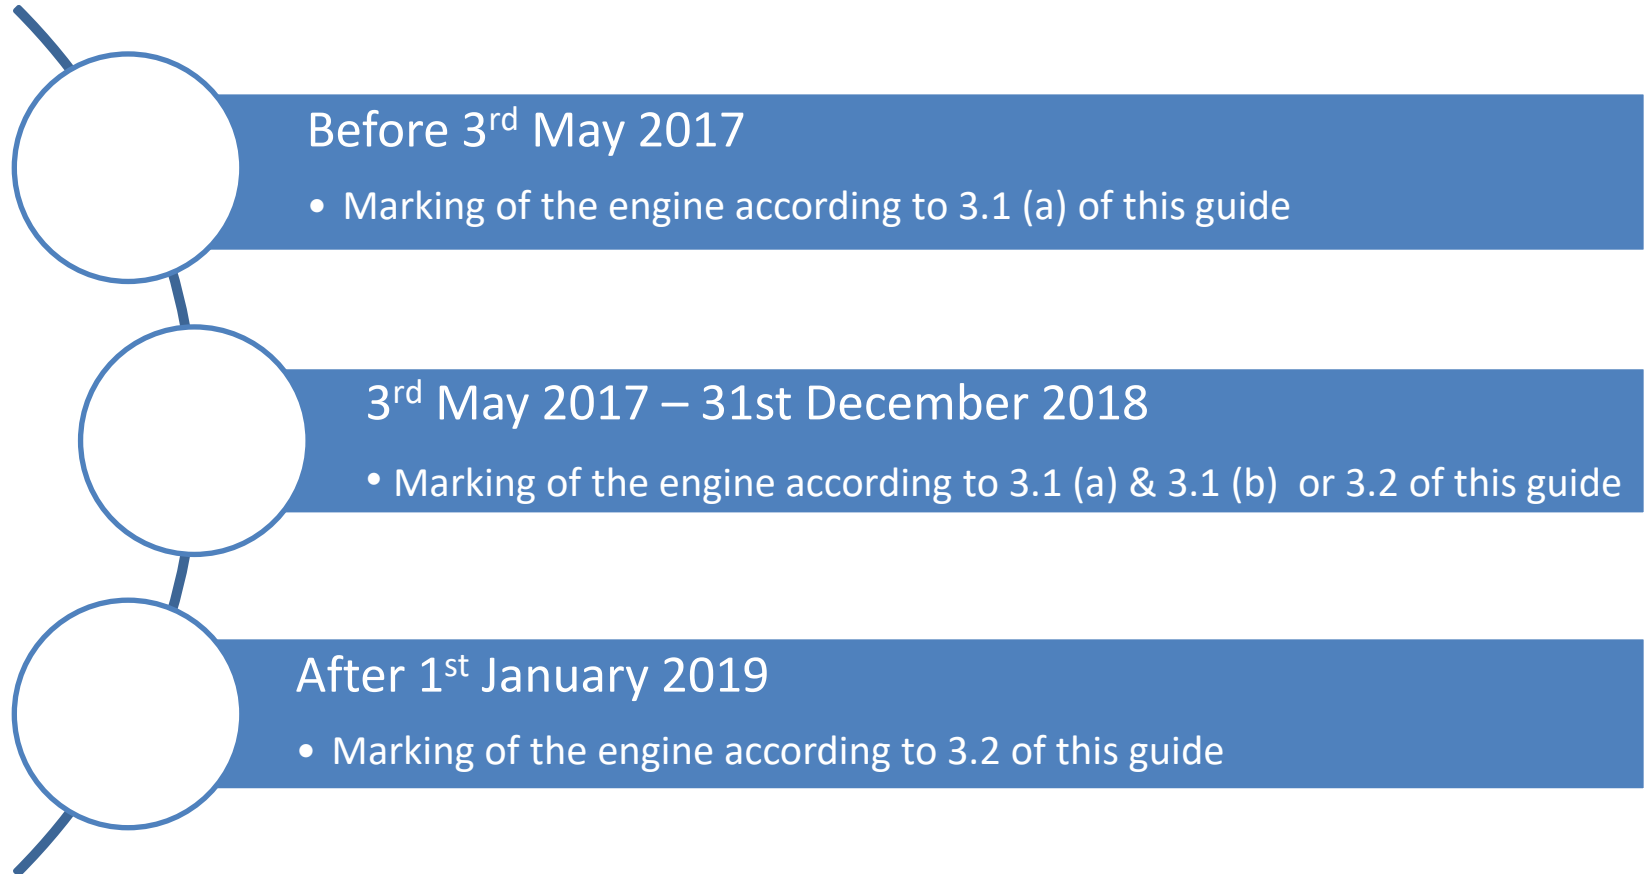 Before 3rd May 2017
• Marking of the engine according to 3.1 (a) of this guide
3rd May 2017 – 31st December 2018
• Marking of the engine according to 3.1 (a) & 3.1 (b)  or 3.2 of this guide
After 1st January 2019
• Marking of the engine according to 3.2 of this guide